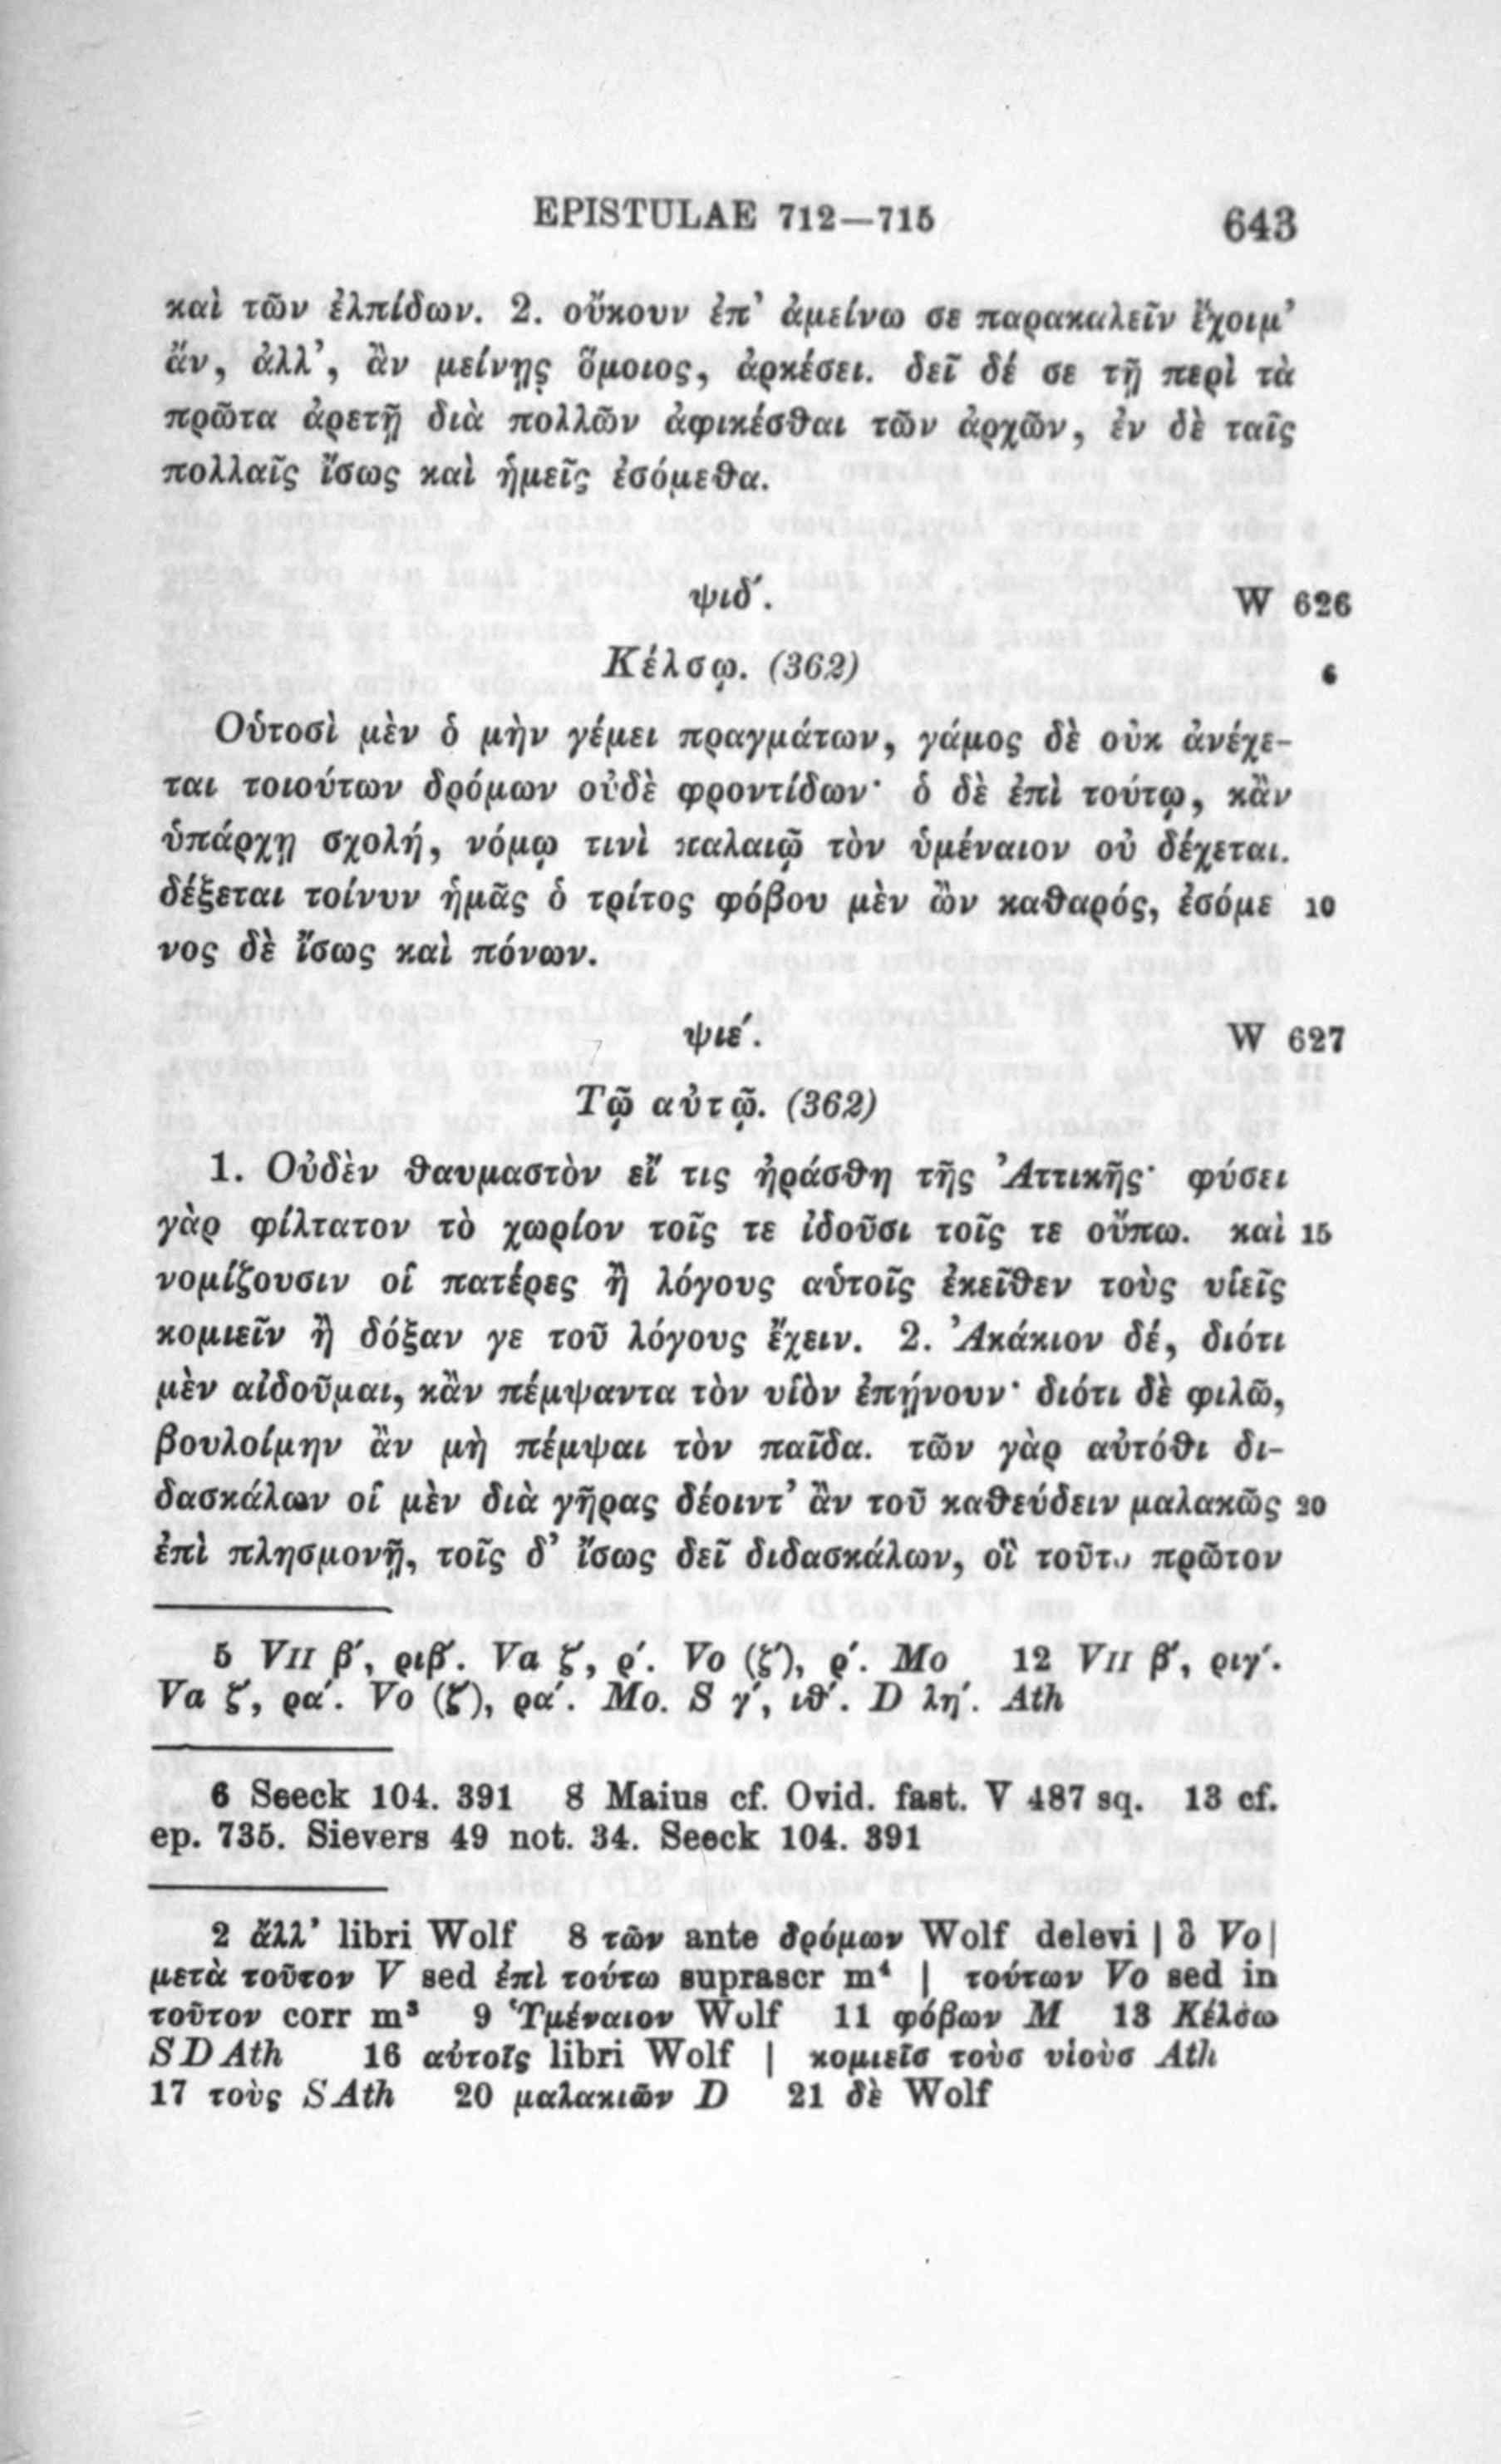 EPISTULAE 712—715 643
καὶ τῶν ἐλπίδων. 2. οὔκουν ἐπ’ ἀμείνω σε παρακαλεῖν ἔχοιμ’
ἄν, ἀλλ’, ἂν μείνῃς ὅμοιος, ἀρκέσει. δεῖ δέ σε τῇ περὶ τὰ
πρῶτα ἀρετῇ διὰ πολλῶν ἀφικέσθαι τῶν ἀρχῶν, ἐν δὲ ταῖς
πολλαῖς ἴσως καὶ ἡμεῖς ἐσόμεθα.
ψιδ´. W 626
Κέλσῳ. (362) 6
Οὑτοσὶ μὲν ὁ μὴν γέμει πραγμάτων, γάμος δὲ οὐκ ἀνέχε-
ται τοιούτων δρόμων οὐδὲ φροντίδων· ὁ δὲ ἐπὶ τούτῳ, κἂν
ὑπάρχῃ σχολή, νόμῳ τινὶ παλαιῷ τὸν ὑμέναιον οὐ δέχεται.
δέξεται τοίνυν ἡμᾶς ὁ τρίτος φόβου μὲν ὢν καθαρός, ἐσόμε 10
νος δὲ ἴσως καὶ πόνων.
ψιε´. W 627
Τῷ αὐτῷ. (362)
1. Οὐδὲν θαυμαστὸν εἴ τις ἠράσθη τῆς Ἀττικῆς· φύσει
γὰρ φίλτατον τὸ χωρίον τοῖς τε ἰδοῦσι τοῖς τε οὔπω. καὶ 15
νομίζουσιν οἱ πατέρες ἢ λόγους αὑτοῖς ἐκεῖθεν τοὺς υἱεῖς
κομιεῖν ἢ δόξαν γε τοῦ λόγους ἔχειν. 2. Ἀκάκιον δέ, διότι
μὲν αἰδοῦμαι, κἂν πέμψαντα τὸν υἱὸν ἐπῄνουν· διότι δὲ φιλῶ,
βουλοίμην ἂν μὴ πέμψαι τὸν παῖδα. τῶν γὰρ αὐτόθι δι-
δασκάλων οἱ μὲν διὰ γῆρας δέοιντ’ ἂν τοῦ καθεύδειν μαλακῶς 20
ἐπὶ πλησμονῇ, τοῖς δ’ ἴσως δεῖ διδασκάλων, οἳ τοῦτο πρῶτον
5 VII β´, ριβ´. Va ζ´, ρ´. Vo (ζ´), ρ´. Mo 12 VII β´, ριγ´.
Va ζ´, ρα´. Vo (ζ´), ρα´. Mo. S γ´, ιθ´. D λη´. Ath
6 Seeck 104. 391 8 Maius cf. Ovid. fast. V 487 sq. 13 cf.
ep. 735. Sievers 49 not. 34. Seeck 104. 391
2 ἄλλ’ libri Wolf 8 τῶν ante δρόμων Wolf delevi | ὃ Vo |
μετὰ τοῦτον V sed ἐπὶ τούτω suprascr m⁴ | τούτων Vo sed in
τοῦτον corr m³ 9 Ὑμέναιον Wolf 11 φόβων M 13 Κέλσω
S D Ath 16 αὐτοῖς libri Wolf | κομιεῖσ τοὺσ υἱοὺσ Ath
17 τοὺς S Ath 20 μαλακιῶν D 21 δὲ Wolf